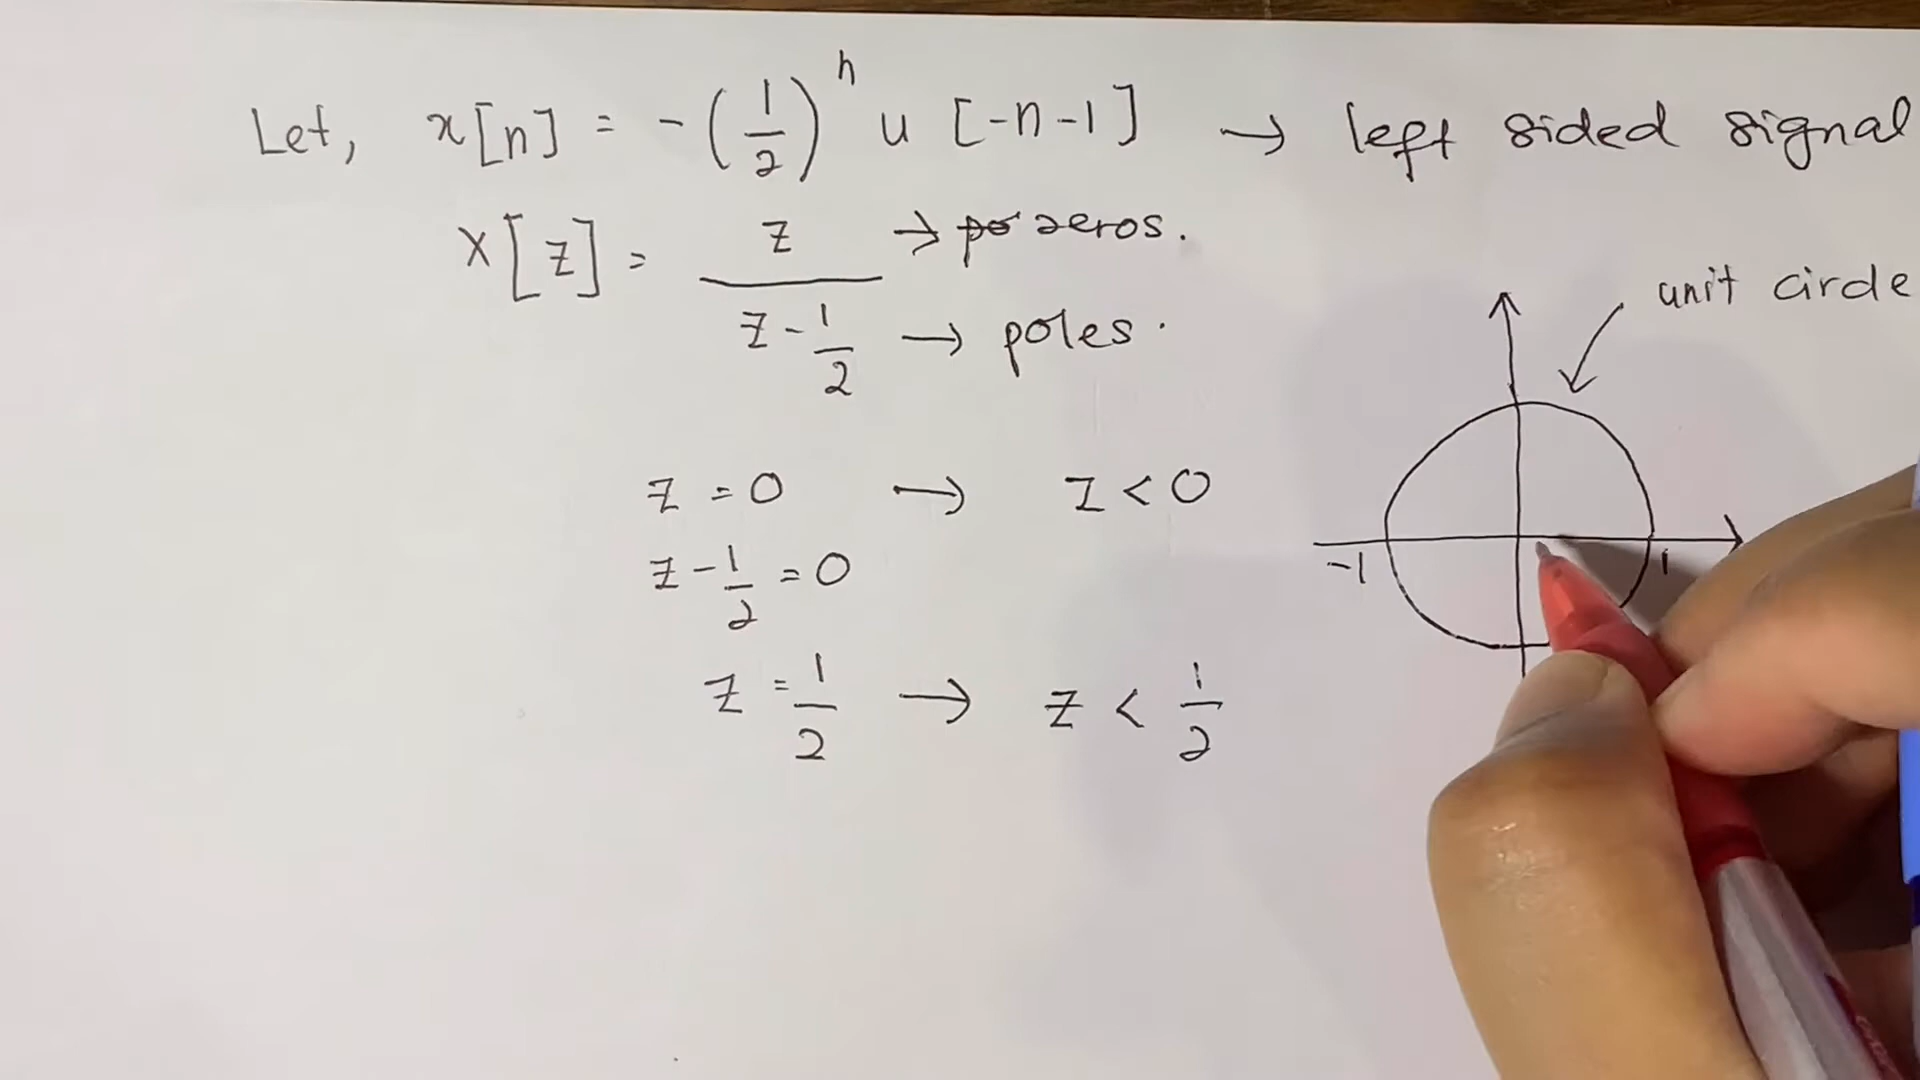 Let, x[n] = -(1/2)^n u [-n-1] → left sided signal
X[z] = z / (z - 1/2)
→ po zeros.
→ poles.
unit circle
z = 0 → z < 0
z - 1/2 = 0
-1 1
z = 1/2 → z < 1/2